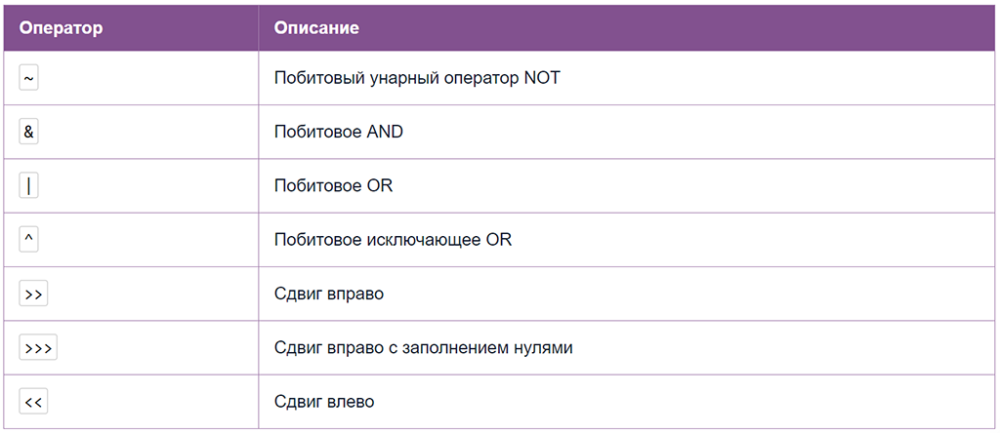 Оператор Описание
~ Побитовый унарный оператор NOT
& Побитовое AND
| Побитовое OR
^ Побитовое исключающее OR
>> Сдвиг вправо
>>> Сдвиг вправо с заполнением нулями
<< Сдвиг влево